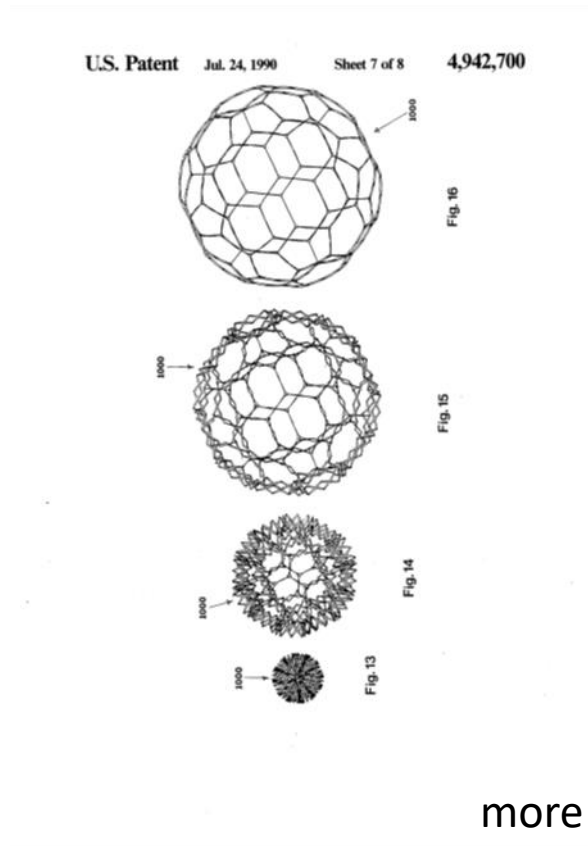 U.S. Patent Jul. 24, 1990 Sheet 7 of 8 4,942,700
1000
Fig. 16
1000
Fig. 15
1000
Fig. 14
1000
Fig. 13
more